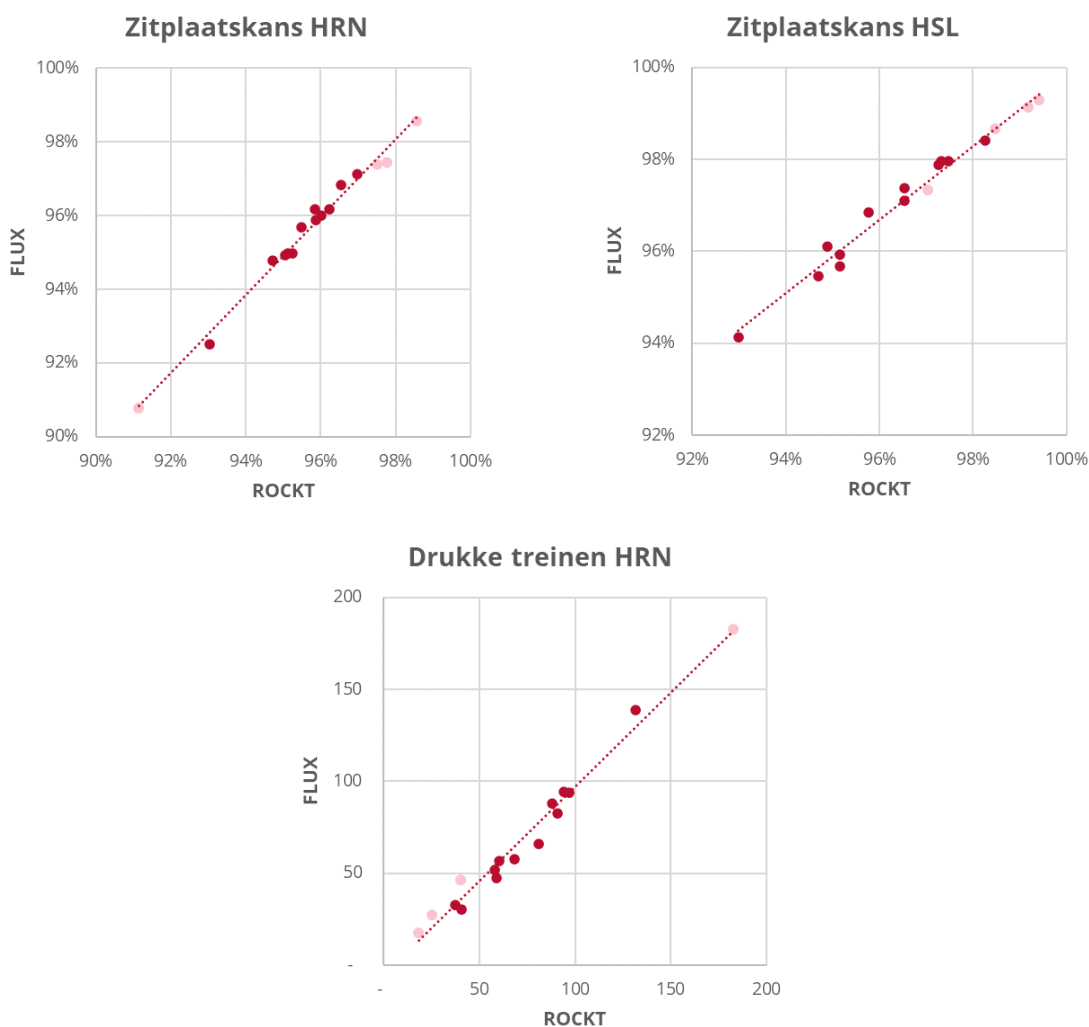 Zitplaatskans HRN
100%
98%
96%
94%
92%
90%
90% 92% 94% 96% 98% 100%
FLUX
ROCKT
Zitplaatskans HSL
100%
98%
96%
94%
92%
92% 94% 96% 98% 100%
FLUX
ROCKT
Drukke treinen HRN
200
150
100
50
-
- 50 100 150 200
FLUX
ROCKT